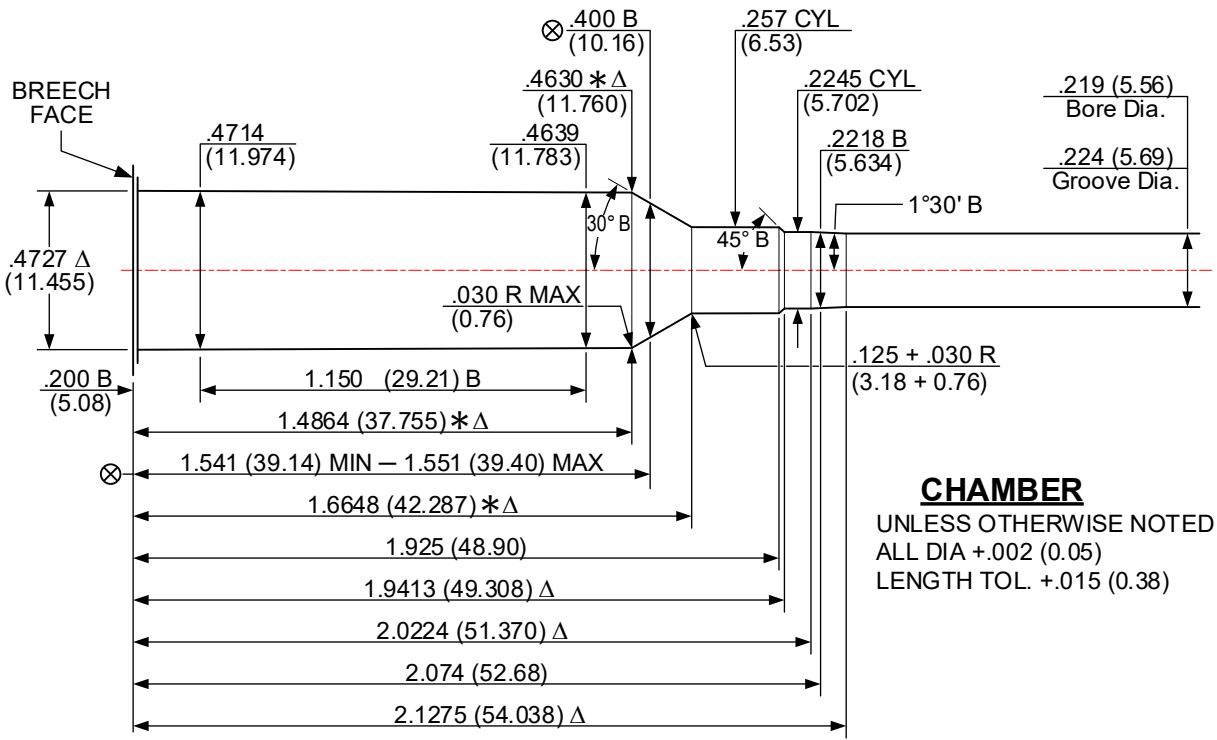 ⊗ .400 B
(10.16)
.257 CYL
(6.53)
.4630 * Δ
(11.760)
.2245 CYL
(5.702)
.219 (5.56)
Bore Dia.
BREECH
FACE
.4714
(11.974)
.4639
(11.783)
.2218 B
(5.634)
.224 (5.69)
Groove Dia.
1°30' B
30° B
45° B
.4727 Δ
(11.455)
.030 R MAX
(0.76)
.125 + .030 R
(3.18 + 0.76)
.200 B
(5.08)
1.150 (29.21) B
1.4864 (37.755) * Δ
⊗ 1.541 (39.14) MIN – 1.551 (39.40) MAX
1.6648 (42.287) * Δ
1.925 (48.90)
1.9413 (49.308) Δ
2.0224 (51.370) Δ
2.074 (52.68)
2.1275 (54.038) Δ
CHAMBER
UNLESS OTHERWISE NOTED
ALL DIA +.002 (0.05)
LENGTH TOL. +.015 (0.38)